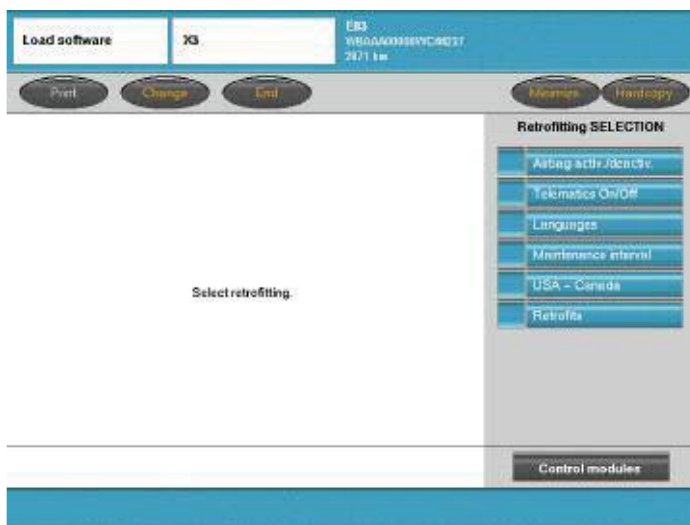 Load software
X3
E83
2871 km
Print
Change
End
Hardcopy
Retrofitting SELECTION
Airbag activ./deactiv.
Telematics On/Off
Languages
Maintenance interval
Select retrofitting.
USA – Canada
Retrofits
Control modules